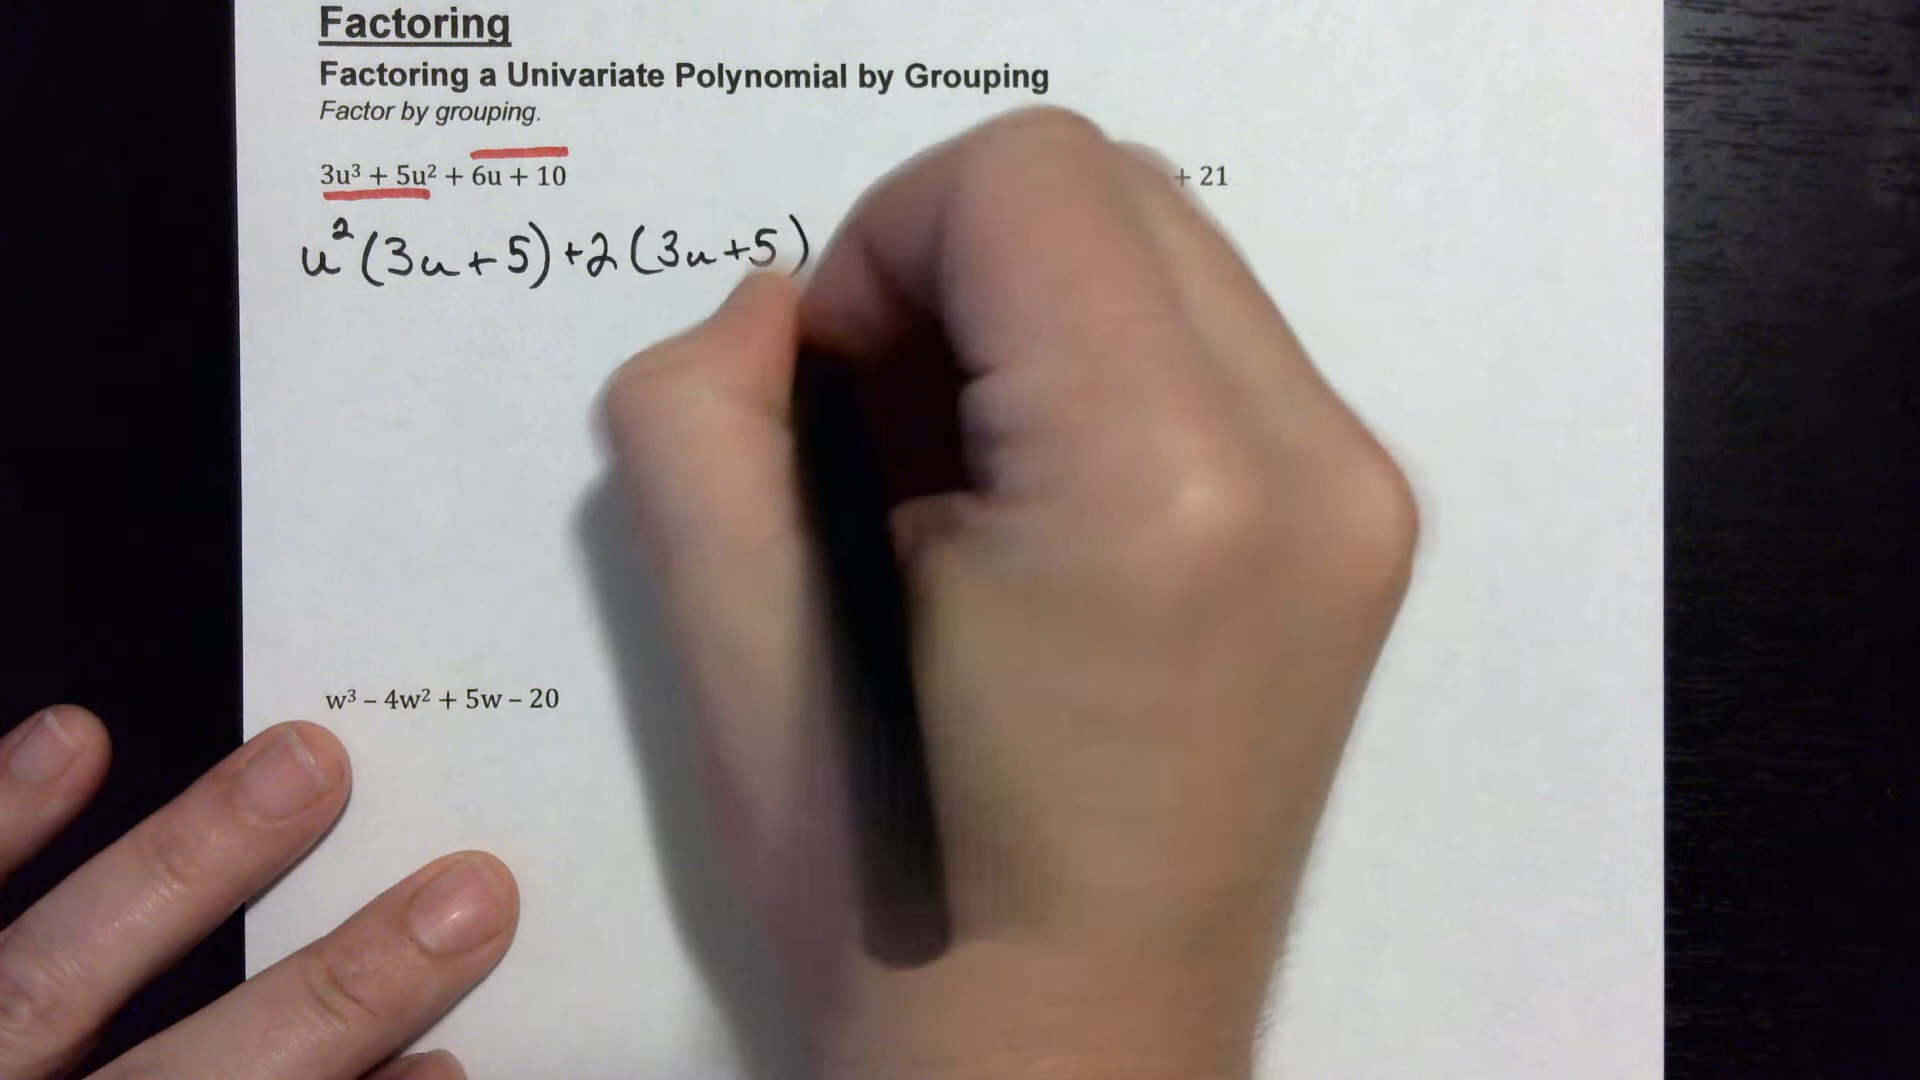 Factoring
Factoring a Univariate Polynomial by Grouping
Factor by grouping.
3u³ + 5u² + 6u + 10
+ 21
u²(3u+5)+2(3u+5)
w³ – 4w² + 5w – 20